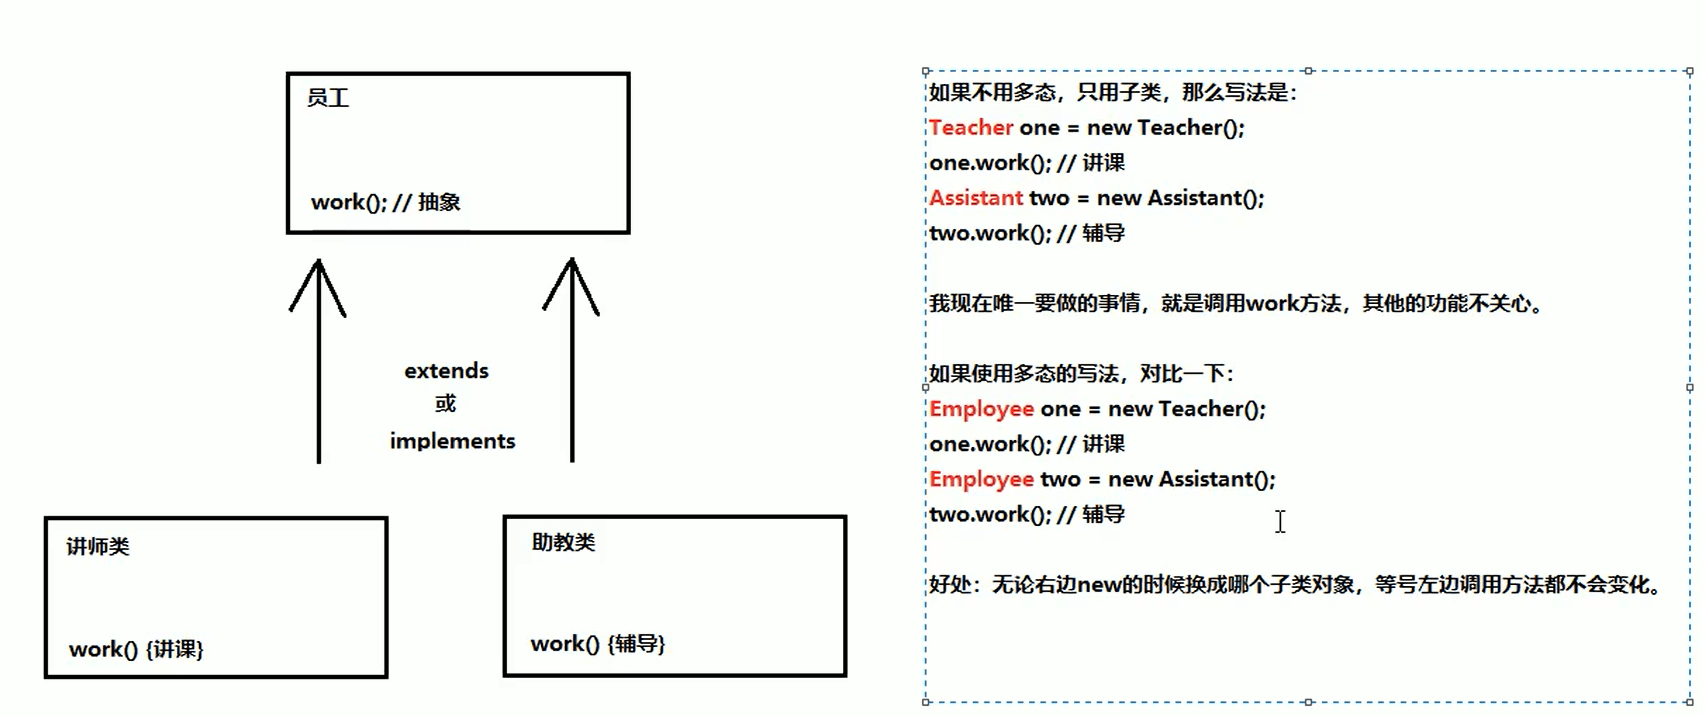 员工
work(); // 抽象
extends
或
implements
讲师类
work() {讲课}
助教类
work() {辅导}
如果不用多态，只用子类，那么写法是：
Teacher one = new Teacher();
one.work(); // 讲课
Assistant two = new Assistant();
two.work(); // 辅导
我现在唯一要做的事情，就是调用work方法，其他的功能不关心。
如果使用多态的写法，对比一下：
Employee one = new Teacher();
one.work(); // 讲课
Employee two = new Assistant();
two.work(); // 辅导
好处：无论右边new的时候换成哪个子类对象，等号左边调用方法都不会变化。